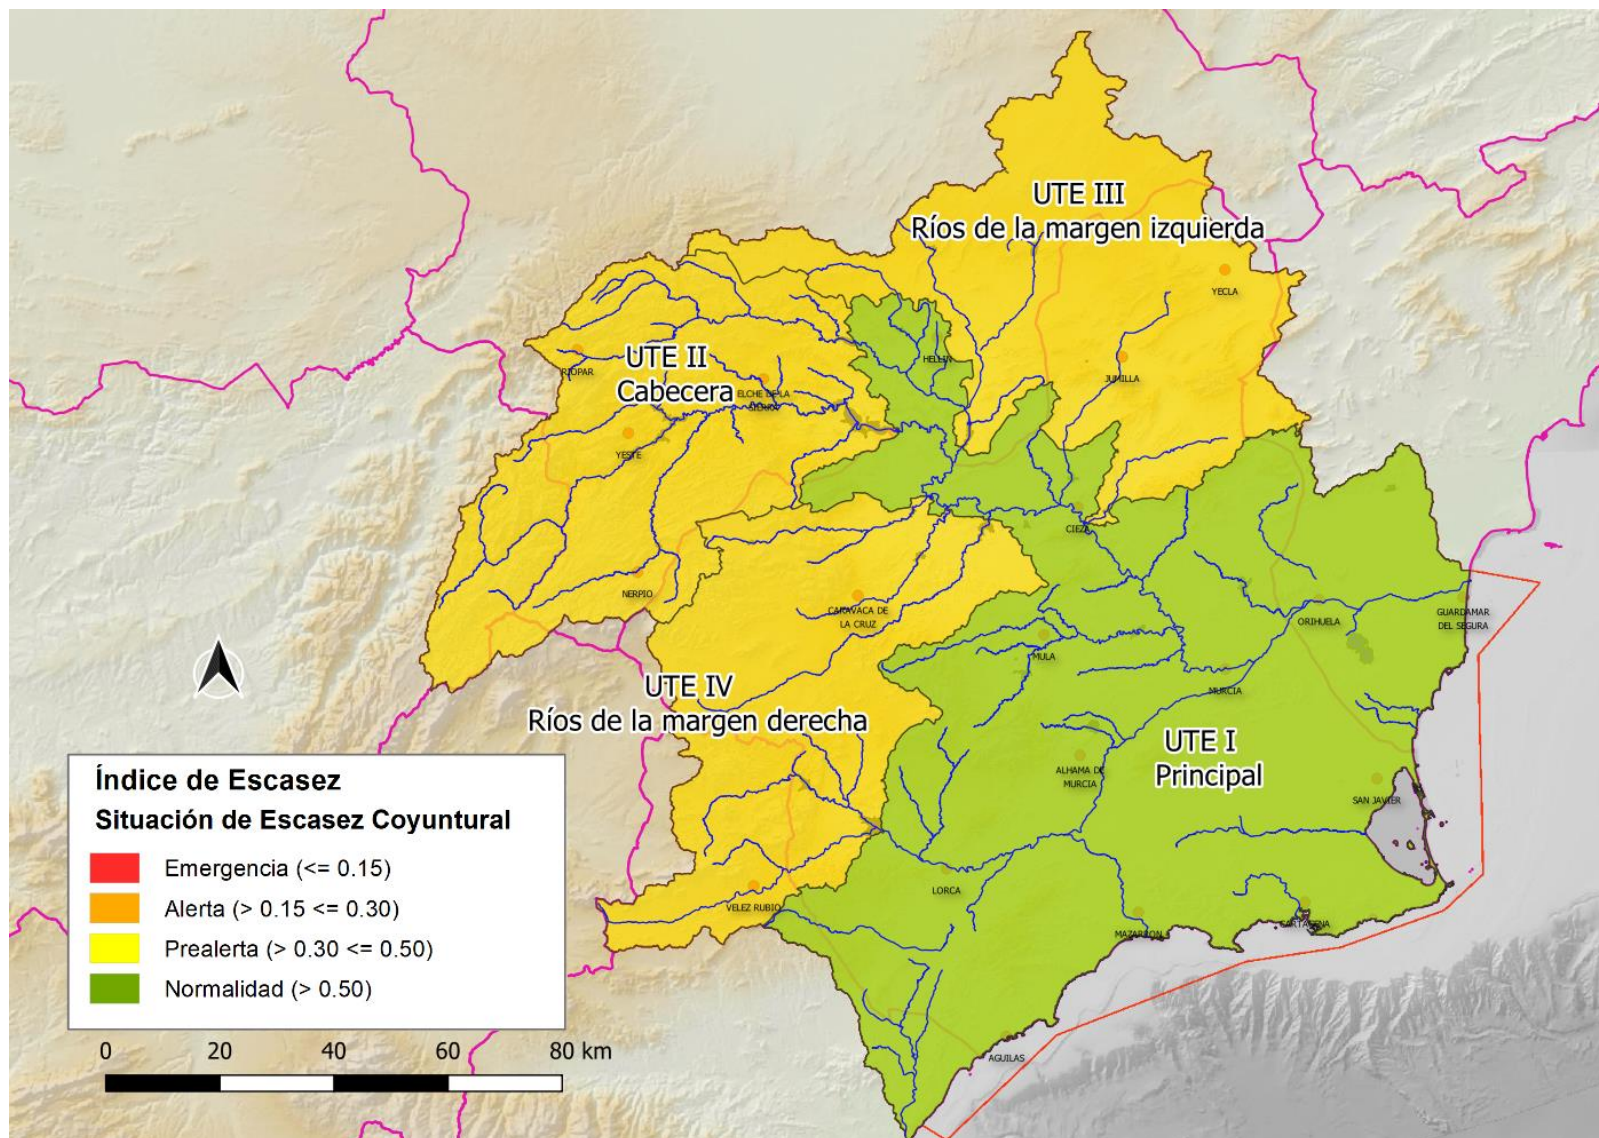 UTE III
Ríos de la margen izquierda
YECLA
HELLIN
UTE II
Cabecera
RIOPAR
JUMILLA
ELCHE DE LA
SIERRA
YESTE
CIEZA
NERPIO
CARAVACA DE
LA CRUZ
GUARDAMAR
DEL SEGURA
ORIHUELA
MULA
UTE IV
Ríos de la margen derecha
MURCIA
UTE I
Principal
ALHAMA DE
MURCIA
SAN JAVIER
LORCA
VELEZ RUBIO
CARTAGENA
MAZARRON
AGUILAS
Índice de Escasez
Situación de Escasez Coyuntural
Emergencia (<= 0.15)
Alerta (> 0.15 <= 0.30)
Prealerta (> 0.30 <= 0.50)
Normalidad (> 0.50)
0 20 40 60 80 km